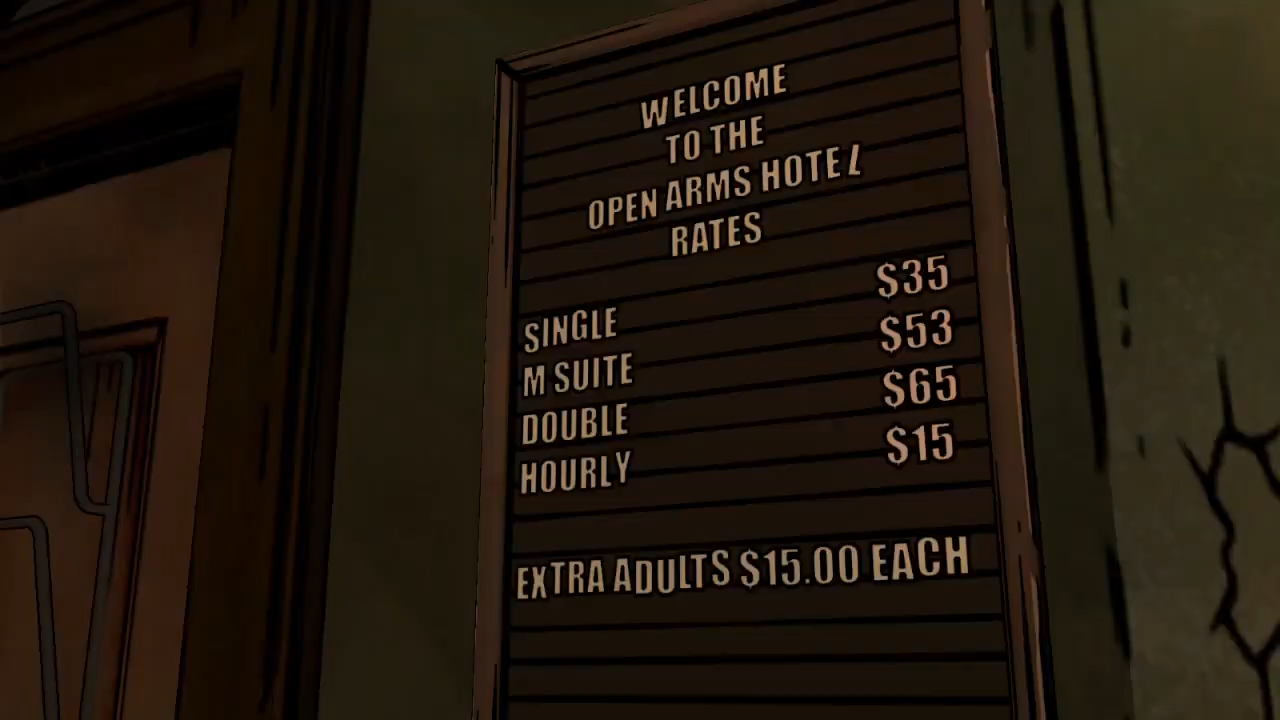 WELCOME
TO THE
OPEN ARMS HOTEL
RATES
SINGLE $35
M SUITE $53
DOUBLE $65
HOURLY $15
EXTRA ADULTS $15.00 EACH